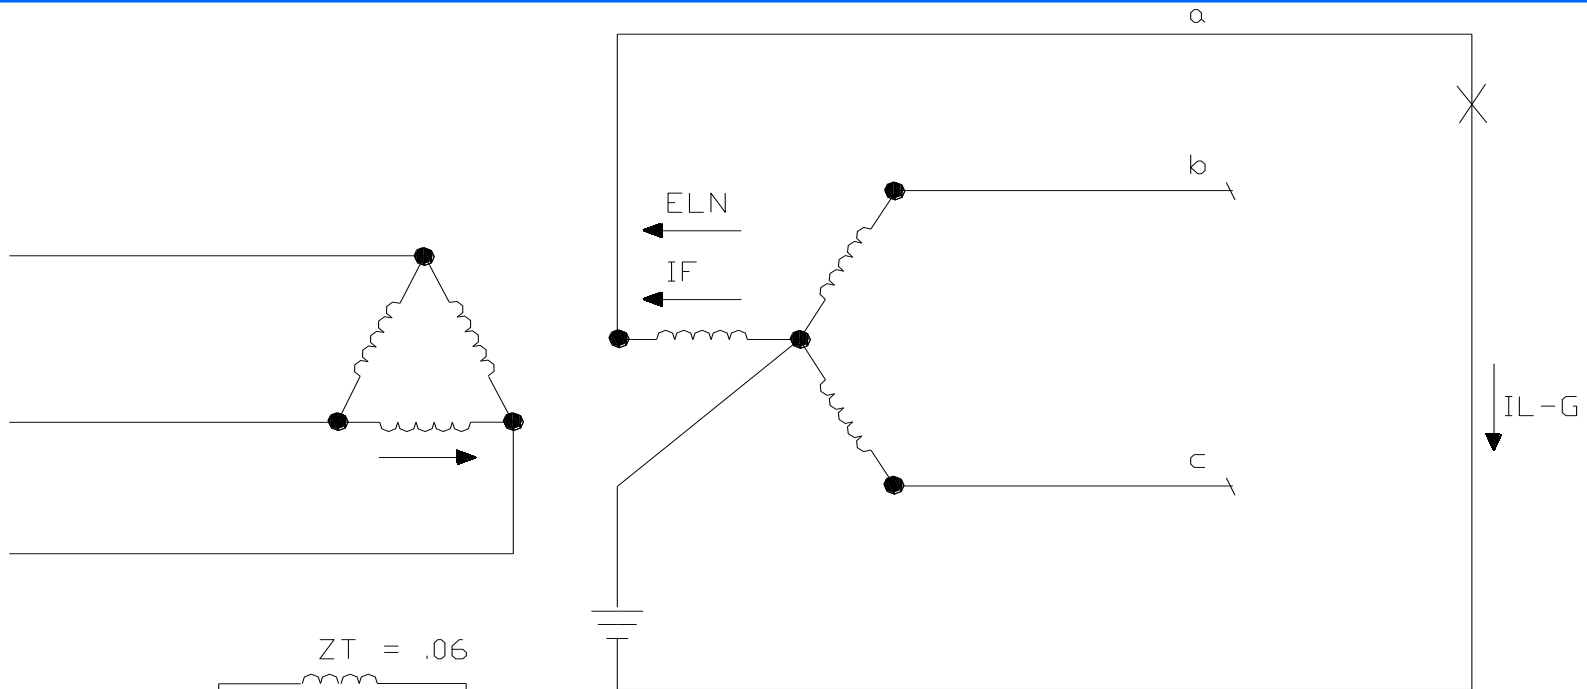 a
b
ELN
IF
IL-G
c
ZT = .06